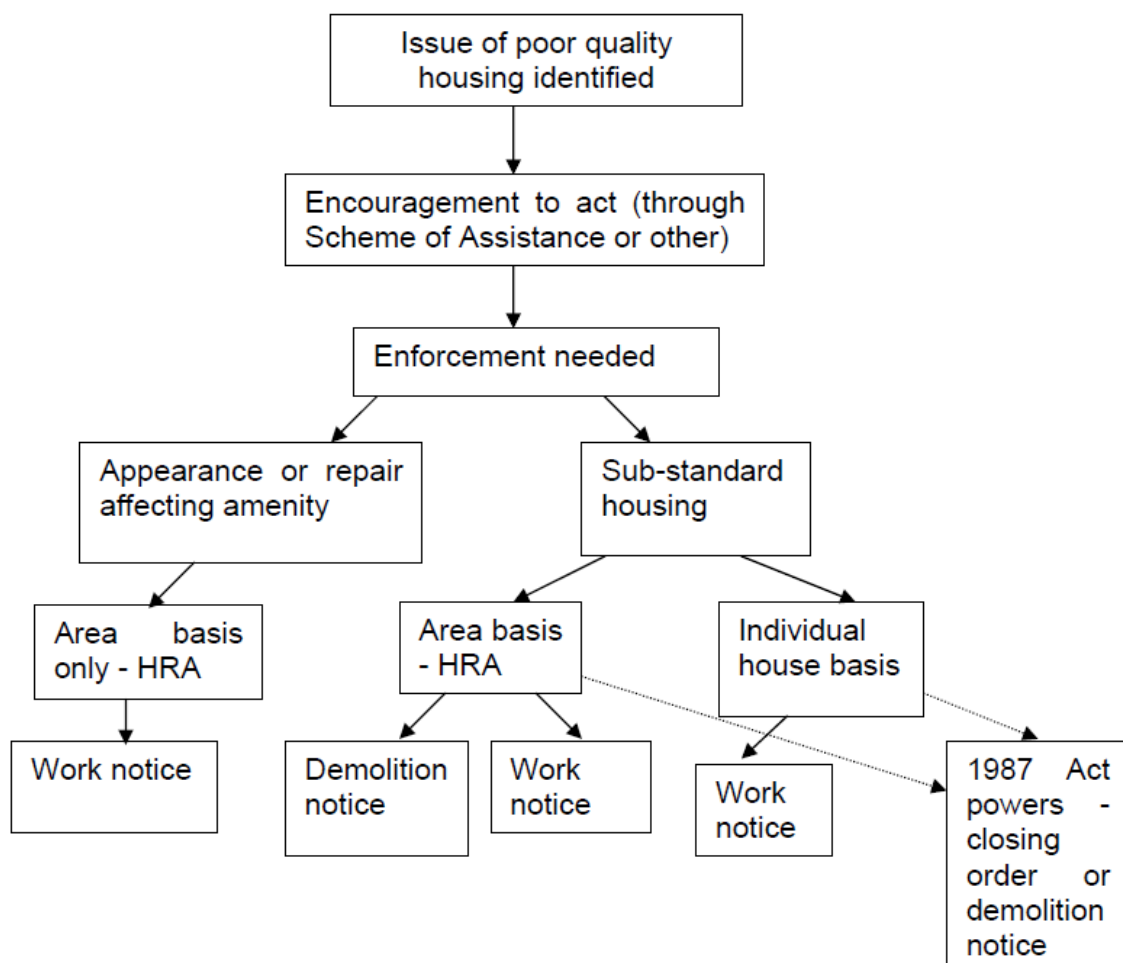 Issue of poor quality
housing identified
Encouragement to act (through
Scheme of Assistance or other)
Enforcement needed
Appearance or repair
affecting amenity
Sub-standard
housing
Area basis
only - HRA
Area basis
- HRA
Individual
house basis
Work notice
Demolition
notice
Work
notice
Work
notice
1987 Act
powers -
closing
order or
demolition
notice